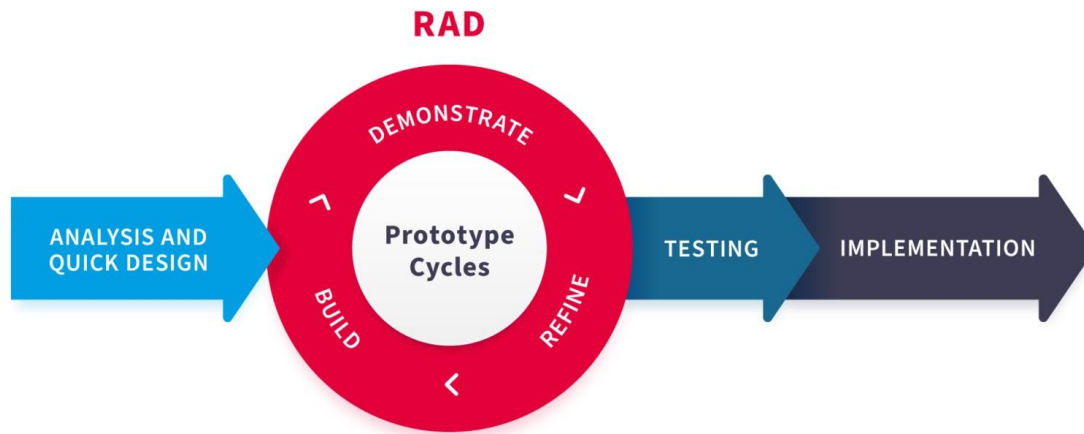 RAD
ANALYSIS AND
QUICK DESIGN
DEMONSTRATE
Prototype
Cycles
BUILD
REFINE
TESTING
IMPLEMENTATION